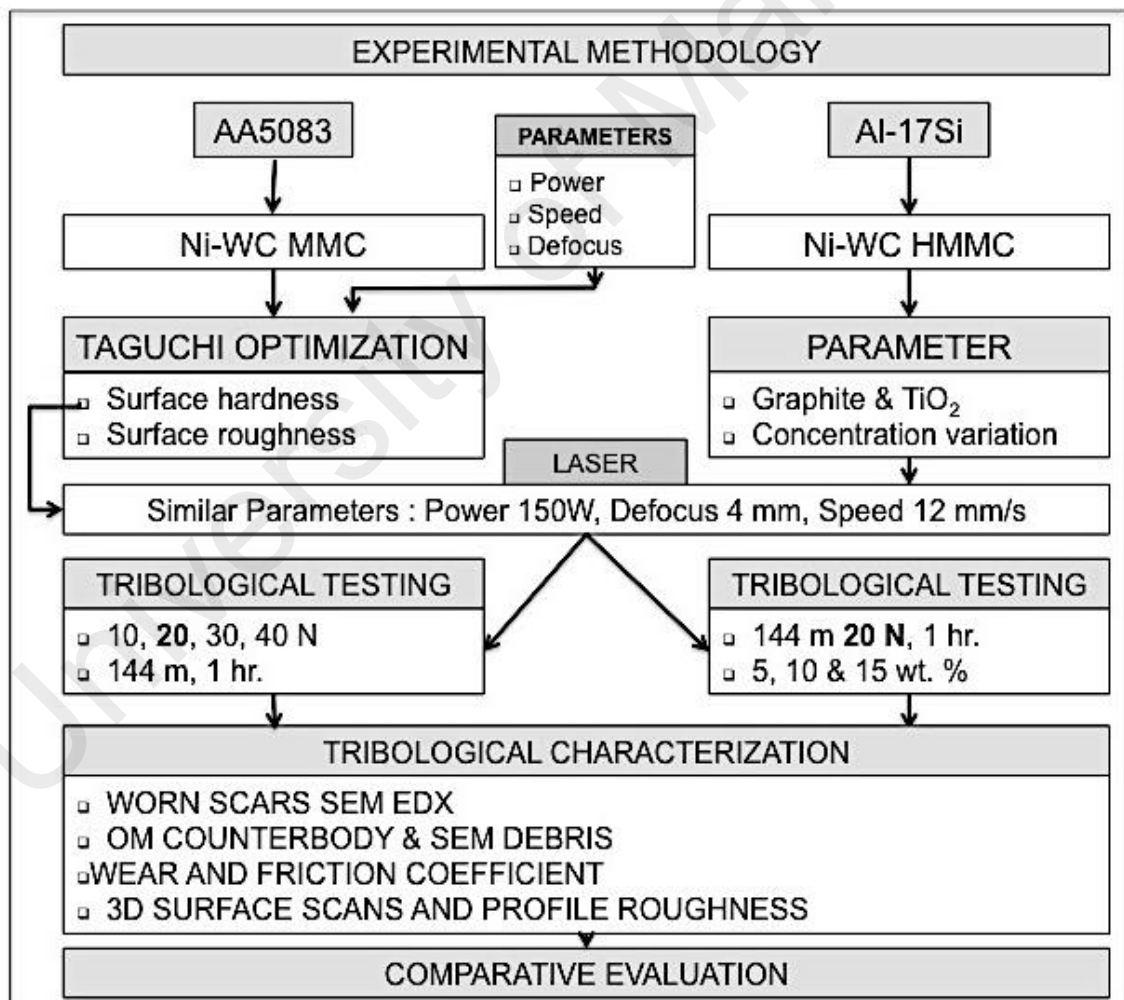 EXPERIMENTAL METHODOLOGY
AA5083
PARAMETERS
▫ Power
▫ Speed
▫ Defocus
Al-17Si
Ni-WC MMC
Ni-WC HMMC
TAGUCHI OPTIMIZATION
▫ Surface hardness
▫ Surface roughness
PARAMETER
▫ Graphite & TiO₂
▫ Concentration variation
LASER
Similar Parameters : Power 150W, Defocus 4 mm, Speed 12 mm/s
TRIBOLOGICAL TESTING
▫ 10, 20, 30, 40 N
▫ 144 m, 1 hr.
TRIBOLOGICAL TESTING
▫ 144 m 20 N, 1 hr.
▫ 5, 10 & 15 wt. %
TRIBOLOGICAL CHARACTERIZATION
▫ WORN SCARS SEM EDX
▫ OM COUNTERBODY & SEM DEBRIS
▫WEAR AND FRICTION COEFFICIENT
▫ 3D SURFACE SCANS AND PROFILE ROUGHNESS
COMPARATIVE EVALUATION
University of